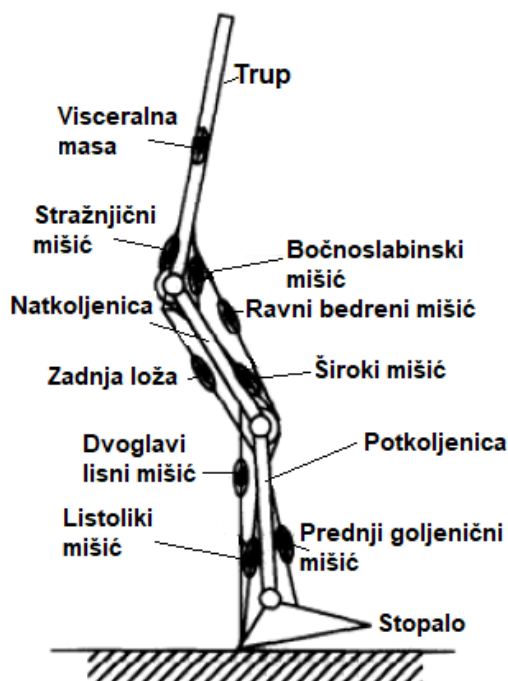 Trup
Visceralna
masa
Stražnjični
mišić
Bočnoslabinski
mišić
Natkoljenica
Ravni bedreni mišić
Zadnja loža
Široki mišić
Dvoglavi
lisni mišić
Potkoljenica
Listoliki
mišić
Prednji goljenični
mišić
Stopalo